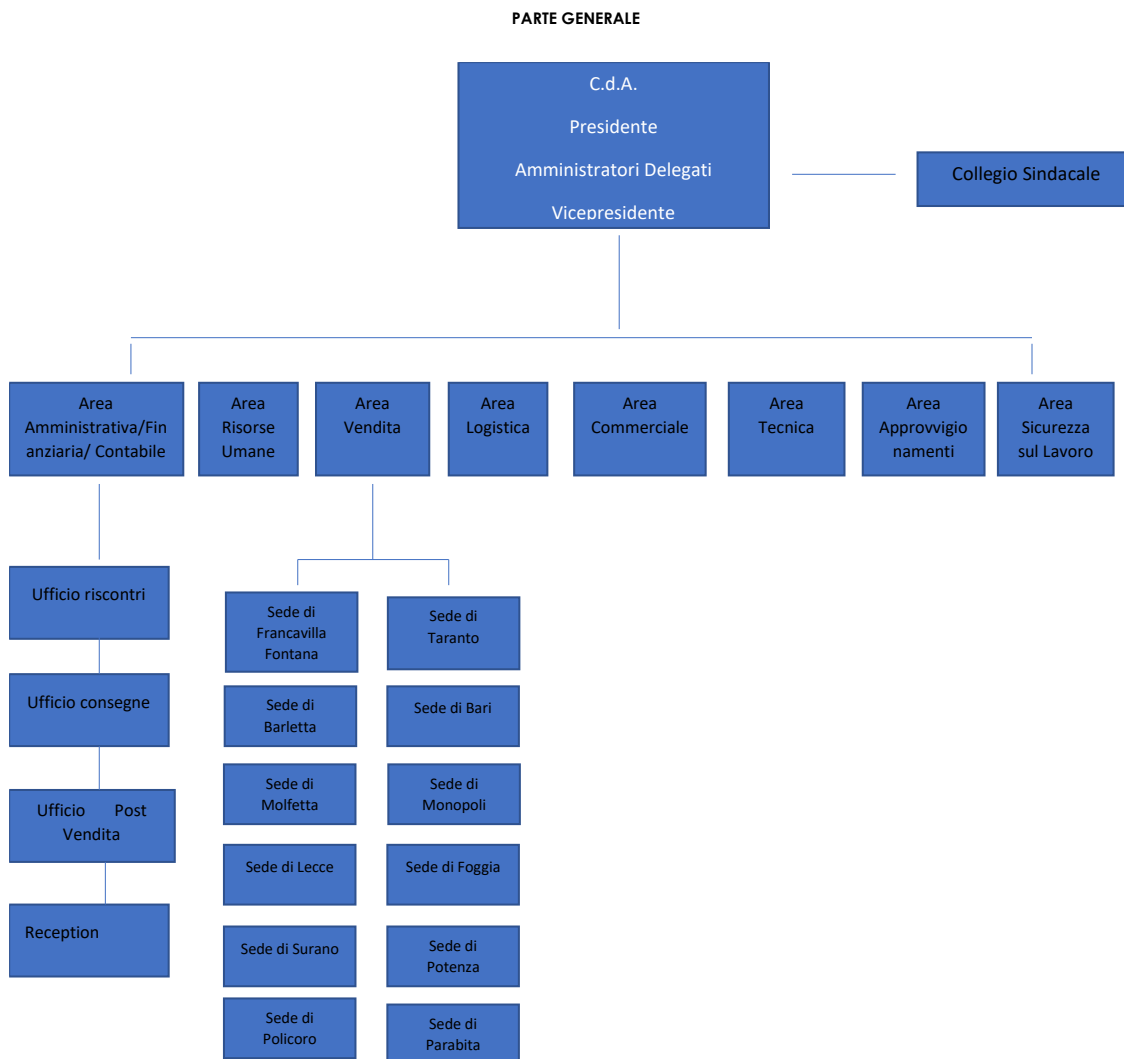 PARTE GENERALE
C.d.A.
Presidente
Amministratori Delegati
Vicepresidente
Collegio Sindacale
Area
Amministrativa/Fin
anziaria/ Contabile
Area
Risorse
Umane
Area
Vendita
Area
Logistica
Area
Commerciale
Area
Tecnica
Area
Approvvigio
namenti
Area
Sicurezza
sul Lavoro
Ufficio riscontri
Ufficio consegne
Ufficio Post
Vendita
Reception
Sede di
Francavilla
Fontana
Sede di
Taranto
Sede di
Barletta
Sede di Bari
Sede di
Molfetta
Sede di
Monopoli
Sede di Lecce
Sede di Foggia
Sede di Surano
Sede di
Potenza
Sede di
Policoro
Sede di
Parabita